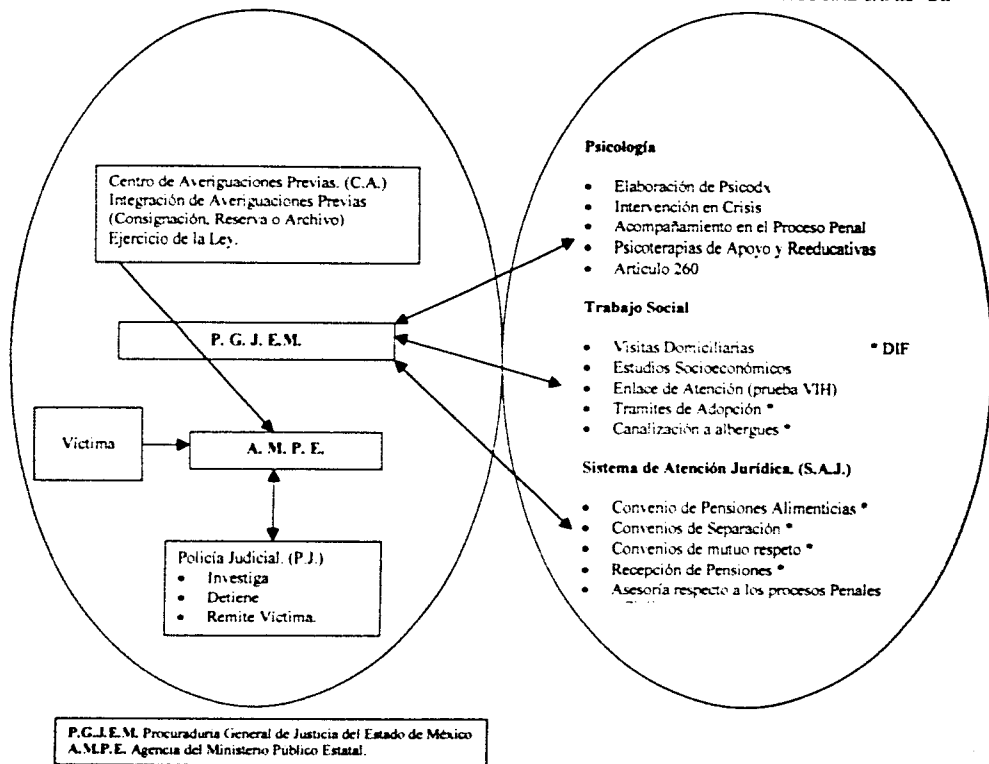 Centro de Averiguaciones Previas. (C.A.)
Integración de Averiguaciones Previas
(Consignación, Reserva o Archivo)
Ejercicio de la Ley.
P. G. J. E.M.
Víctima
A. M. P. E.
Policía Judicial. (P.J.)
• Investiga
• Detiene
• Remite Víctima.
Psicología
• Elaboración de Psicodx
• Intervención en Crisis
• Acompañamiento en el Proceso Penal
• Psicoterapias de Apoyo y Reeducativas
• Articulo 260
Trabajo Social
• Visitas Domiciliarias * DIF
• Estudios Socioeconómicos
• Enlace de Atención (prueba VIH)
• Tramites de Adopción *
• Canalización a albergues *
Sistema de Atención Jurídica. (S.A.J.)
• Convenio de Pensiones Alimenticias *
• Convenios de Separación *
• Convenios de mutuo respeto *
• Recepción de Pensiones *
• Asesoría respecto a los procesos Penales
P.G.J.E.M. Procuraduria General de Justicia del Estado de México
A.M.P.E. Agencia del Ministerio Publico Estatal.